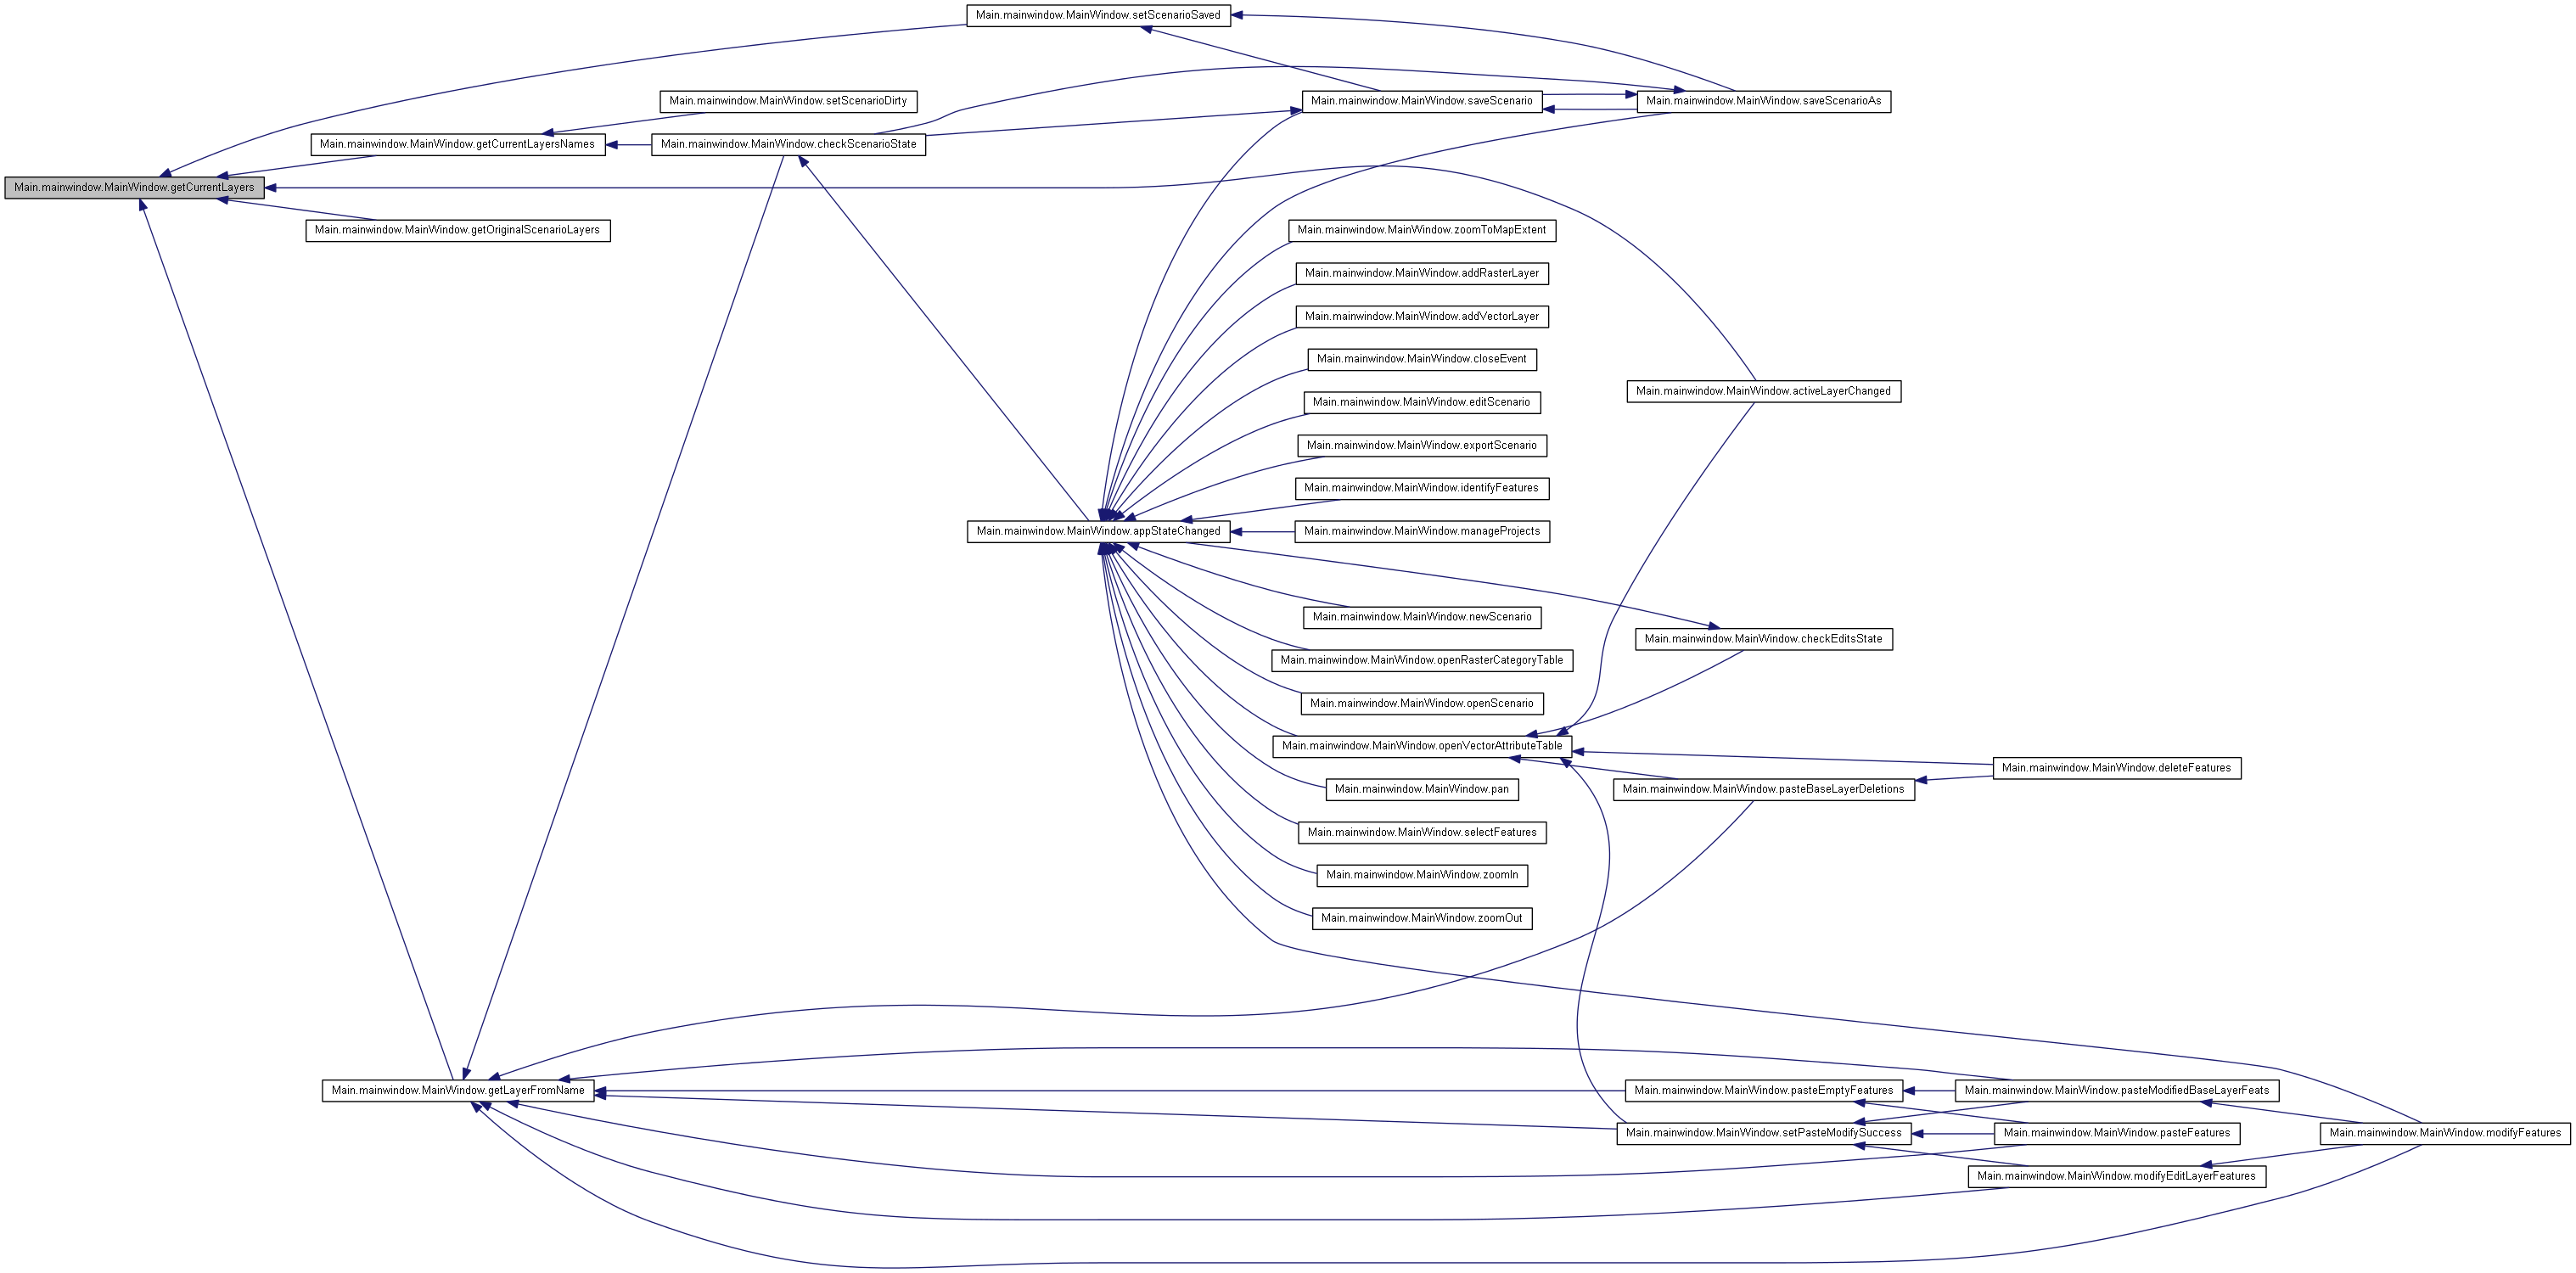 Main.mainwindow.MainWindow.setScenarioSaved
Main.mainwindow.MainWindow.setScenarioDirty
Main.mainwindow.MainWindow.saveScenario
Main.mainwindow.MainWindow.saveScenarioAs
Main.mainwindow.MainWindow.getCurrentLayersNames
Main.mainwindow.MainWindow.checkScenarioState
Main.mainwindow.MainWindow.getCurrentLayers
Main.mainwindow.MainWindow.getOriginalScenarioLayers
Main.mainwindow.MainWindow.zoomToMapExtent
Main.mainwindow.MainWindow.addRasterLayer
Main.mainwindow.MainWindow.addVectorLayer
Main.mainwindow.MainWindow.closeEvent
Main.mainwindow.MainWindow.activeLayerChanged
Main.mainwindow.MainWindow.editScenario
Main.mainwindow.MainWindow.exportScenario
Main.mainwindow.MainWindow.identifyFeatures
Main.mainwindow.MainWindow.appStateChanged
Main.mainwindow.MainWindow.manageProjects
Main.mainwindow.MainWindow.newScenario
Main.mainwindow.MainWindow.checkEditsState
Main.mainwindow.MainWindow.openRasterCategoryTable
Main.mainwindow.MainWindow.openScenario
Main.mainwindow.MainWindow.openVectorAttributeTable
Main.mainwindow.MainWindow.deleteFeatures
Main.mainwindow.MainWindow.pan
Main.mainwindow.MainWindow.pasteBaseLayerDeletions
Main.mainwindow.MainWindow.selectFeatures
Main.mainwindow.MainWindow.zoomIn
Main.mainwindow.MainWindow.zoomOut
Main.mainwindow.MainWindow.getLayerFromName
Main.mainwindow.MainWindow.pasteEmptyFeatures
Main.mainwindow.MainWindow.pasteModifiedBaseLayerFeats
Main.mainwindow.MainWindow.setPasteModifySuccess
Main.mainwindow.MainWindow.pasteFeatures
Main.mainwindow.MainWindow.modifyFeatures
Main.mainwindow.MainWindow.modifyEditLayerFeatures